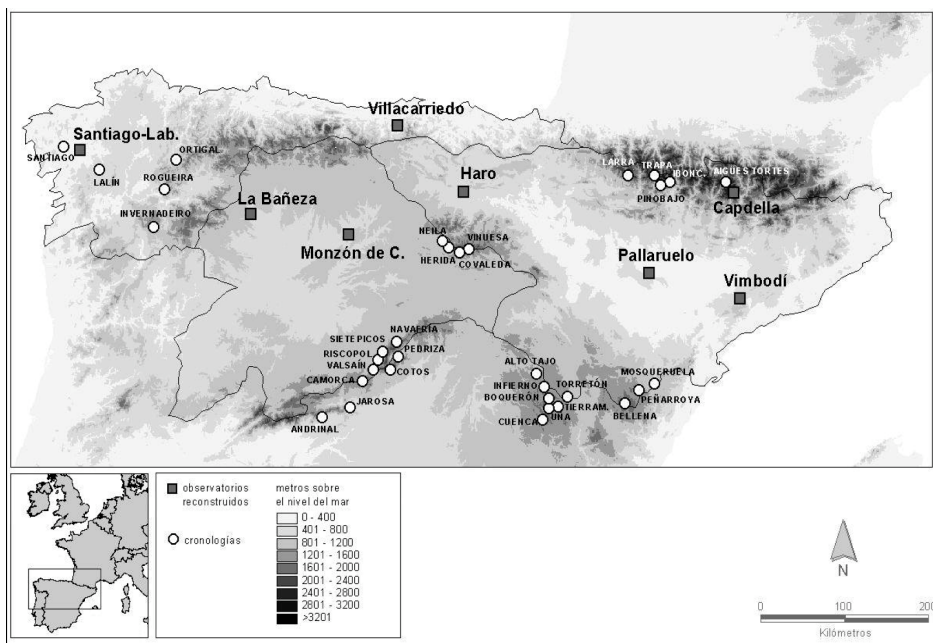 Villacarriedo
Santiago-Lab.
SANTIAGO
ORTIGAL
LALÍN
ROGUEIRA
INVERNADEIRO
La Bañeza
Haro
Monzón de C.
NEILA
VINUESA
HERIDA
COVALEDA
LARRA
TRAPA
IBONC.
AIGUES TORTES
PINOBAJO
Capdella
Pallaruelo
Vimbodí
NAVAFRIA
SIETEPICOS
PEDRIZA
RISCOPOL
VALSAÍN
COTOS
CAMORCA
JAROSA
ANDRINAL
ALTO TAJO
MOSQUERUELA
INFIERNO
TORRETÓN
PEÑARROYA
BOQUERÓN
TIERRAM.
BELLENA
UÑA
CUENCA
observatorios
reconstruidos
cronologías
metros sobre
el nivel del mar
0 - 400
401 - 800
801 - 1200
1201 - 1600
1601 - 2000
2001 - 2400
2401 - 2800
2801 - 3200
>3201
N
0 100 200
Kilómetros